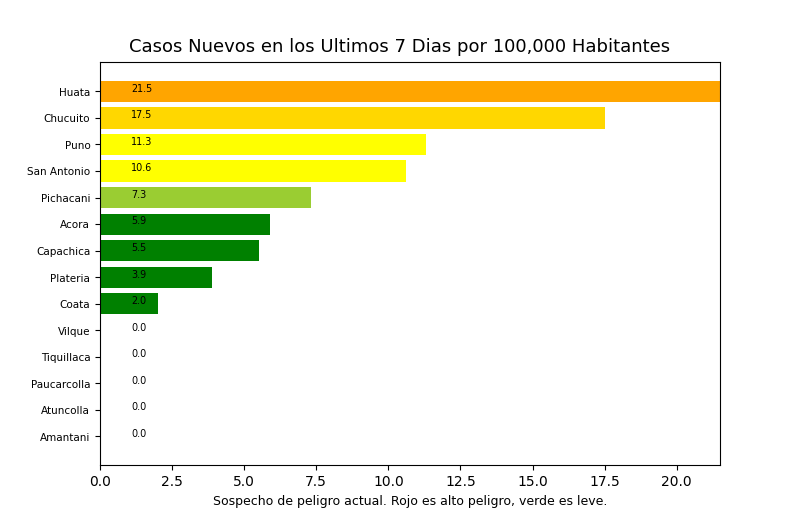 Casos Nuevos en los Ultimos 7 Dias por 100,000 Habitantes
Huata 21.5
Chucuito 17.5
Puno 11.3
San Antonio 10.6
Pichacani 7.3
Acora 5.9
Capachica 5.5
Plateria 3.9
Coata 2.0
Vilque 0.0
Tiquillaca 0.0
Paucarcolla 0.0
Atuncolla 0.0
Amantani 0.0
0.0 2.5 5.0 7.5 10.0 12.5 15.0 17.5 20.0
Sospecho de peligro actual. Rojo es alto peligro, verde es leve.